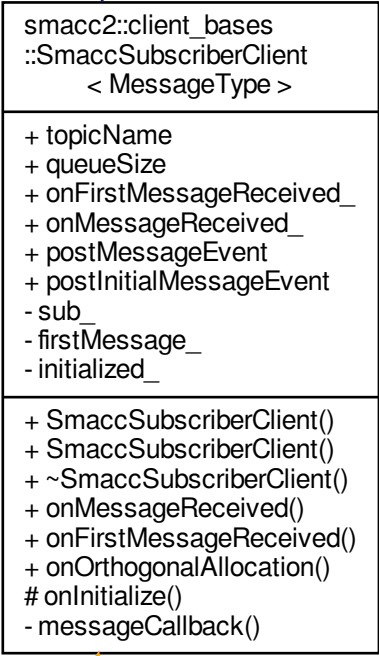 smacc2::client_bases
::SmaccSubscriberClient
< MessageType >
+ topicName
+ queueSize
+ onFirstMessageReceived_
+ onMessageReceived_
+ postMessageEvent
+ postInitialMessageEvent
- sub_
- firstMessage_
- initialized_
+ SmaccSubscriberClient()
+ SmaccSubscriberClient()
+ ~SmaccSubscriberClient()
+ onMessageReceived()
+ onFirstMessageReceived()
+ onOrthogonalAllocation()
# onInitialize()
- messageCallback()